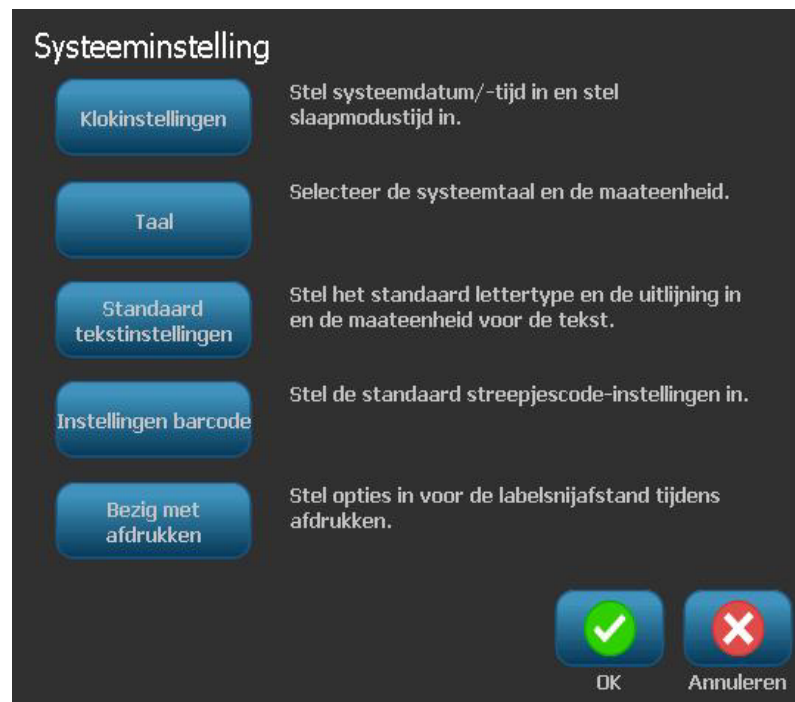 Systeeminstelling
Klokinstellingen
Stel systeemdatum/-tijd in en stel
slaapmodustijd in.
Taal
Selecteer de systeemtaal en de maateenheid.
Standaard
tekstinstellingen
Stel het standaard lettertype en de uitlijning in
en de maateenheid voor de tekst.
Instellingen barcode
Stel de standaard streepjescode-instellingen in.
Bezig met
afdrukken
Stel opties in voor de labelsnijafstand tijdens
afdrukken.
OK
Annuleren